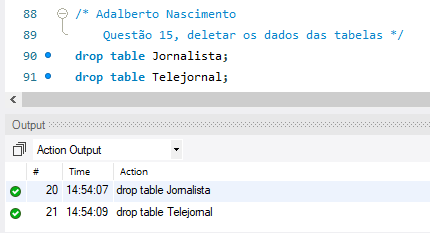 88 /* Adalberto Nascimento
89 Questão 15, deletar os dados das tabelas */
90 drop table Jornalista;
91 drop table Telejornal;
Output
Action Output
# Time Action
20 14:54:07 drop table Jornalista
21 14:54:09 drop table Telejornal